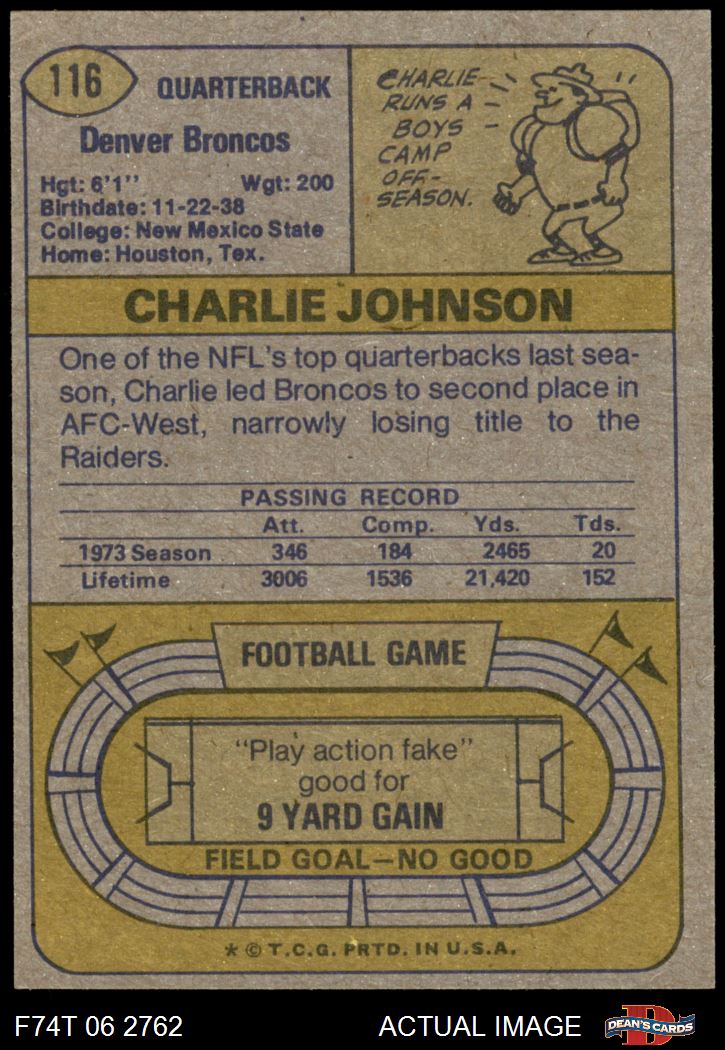 116
QUARTERBACK
Denver Broncos
Hgt: 6'1''  Wgt: 200
Birthdate: 11-22-38
College: New Mexico State
Home: Houston, Tex.
CHARLIE
RUNS A
BOYS
CAMP
OFF-
SEASON.
CHARLIE JOHNSON
One of the NFL's top quarterbacks last sea-
son, Charlie led Broncos to second place in
AFC-West, narrowly losing title to the
Raiders.
PASSING RECORD
Att. Comp. Yds. Tds.
1973 Season 346 184 2465 20
Lifetime 3006 1536 21,420 152
FOOTBALL GAME
"Play action fake"
good for
9 YARD GAIN
FIELD GOAL—NO GOOD
* © T.C.G. PRTD. IN U.S.A.
F74T 06 2762 ACTUAL IMAGE
D
DEAN'S CARDS